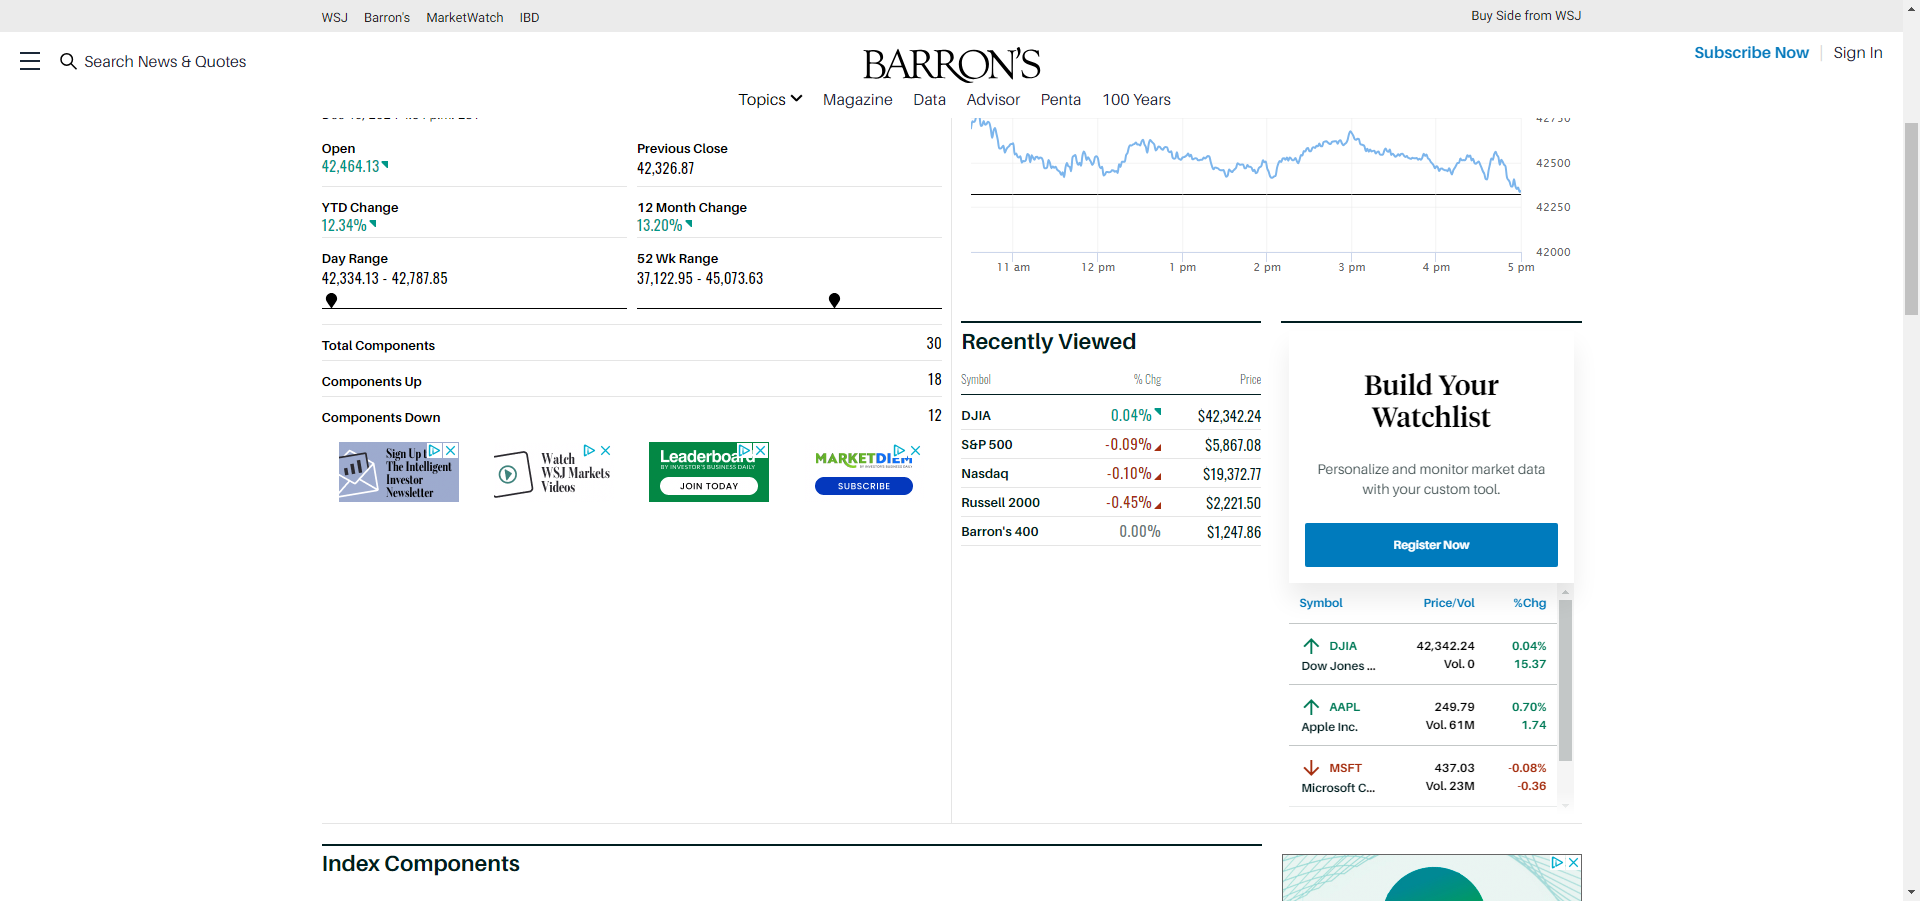 WSJ
Barron's
MarketWatch
IBD
Buy Side from WSJ
Search News & Quotes
BARRON'S
Subscribe Now
Sign In
Topics
Magazine
Data
Advisor
Penta
100 Years
Open
42,464.13
Previous Close
42,326.87
YTD Change
12.34%
12 Month Change
13.20%
Day Range
42,334.13 - 42,787.85
52 Wk Range
37,122.95 - 45,073.63
Total Components 30
Components Up 18
Components Down 12
Sign Up t
The Intelligent
Investor
Newsletter
Watch
WSJ Markets
Videos
Leaderboard
BY INVESTOR'S BUSINESS DAILY
JOIN TODAY
MARKETDIEM
BY INVESTOR'S BUSINESS DAILY
SUBSCRIBE
42750
42500
42250
42000
11 am 12 pm 1 pm 2 pm 3 pm 4 pm 5 pm
Recently Viewed
Symbol % Chg Price
DJIA 0.04% $42,342.24
S&P 500 -0.09% $5,867.08
Nasdaq -0.10% $19,372.77
Russell 2000 -0.45% $2,221.50
Barron's 400 0.00% $1,247.86
Build Your
Watchlist
Personalize and monitor market data
with your custom tool.
Register Now
Symbol Price/Vol %Chg
DJIA 42,342.24 0.04%
Dow Jones ... Vol. 0 15.37
AAPL 249.79 0.70%
Apple Inc. Vol. 61M 1.74
MSFT 437.03 -0.08%
Microsoft C... Vol. 23M -0.36
Index Components